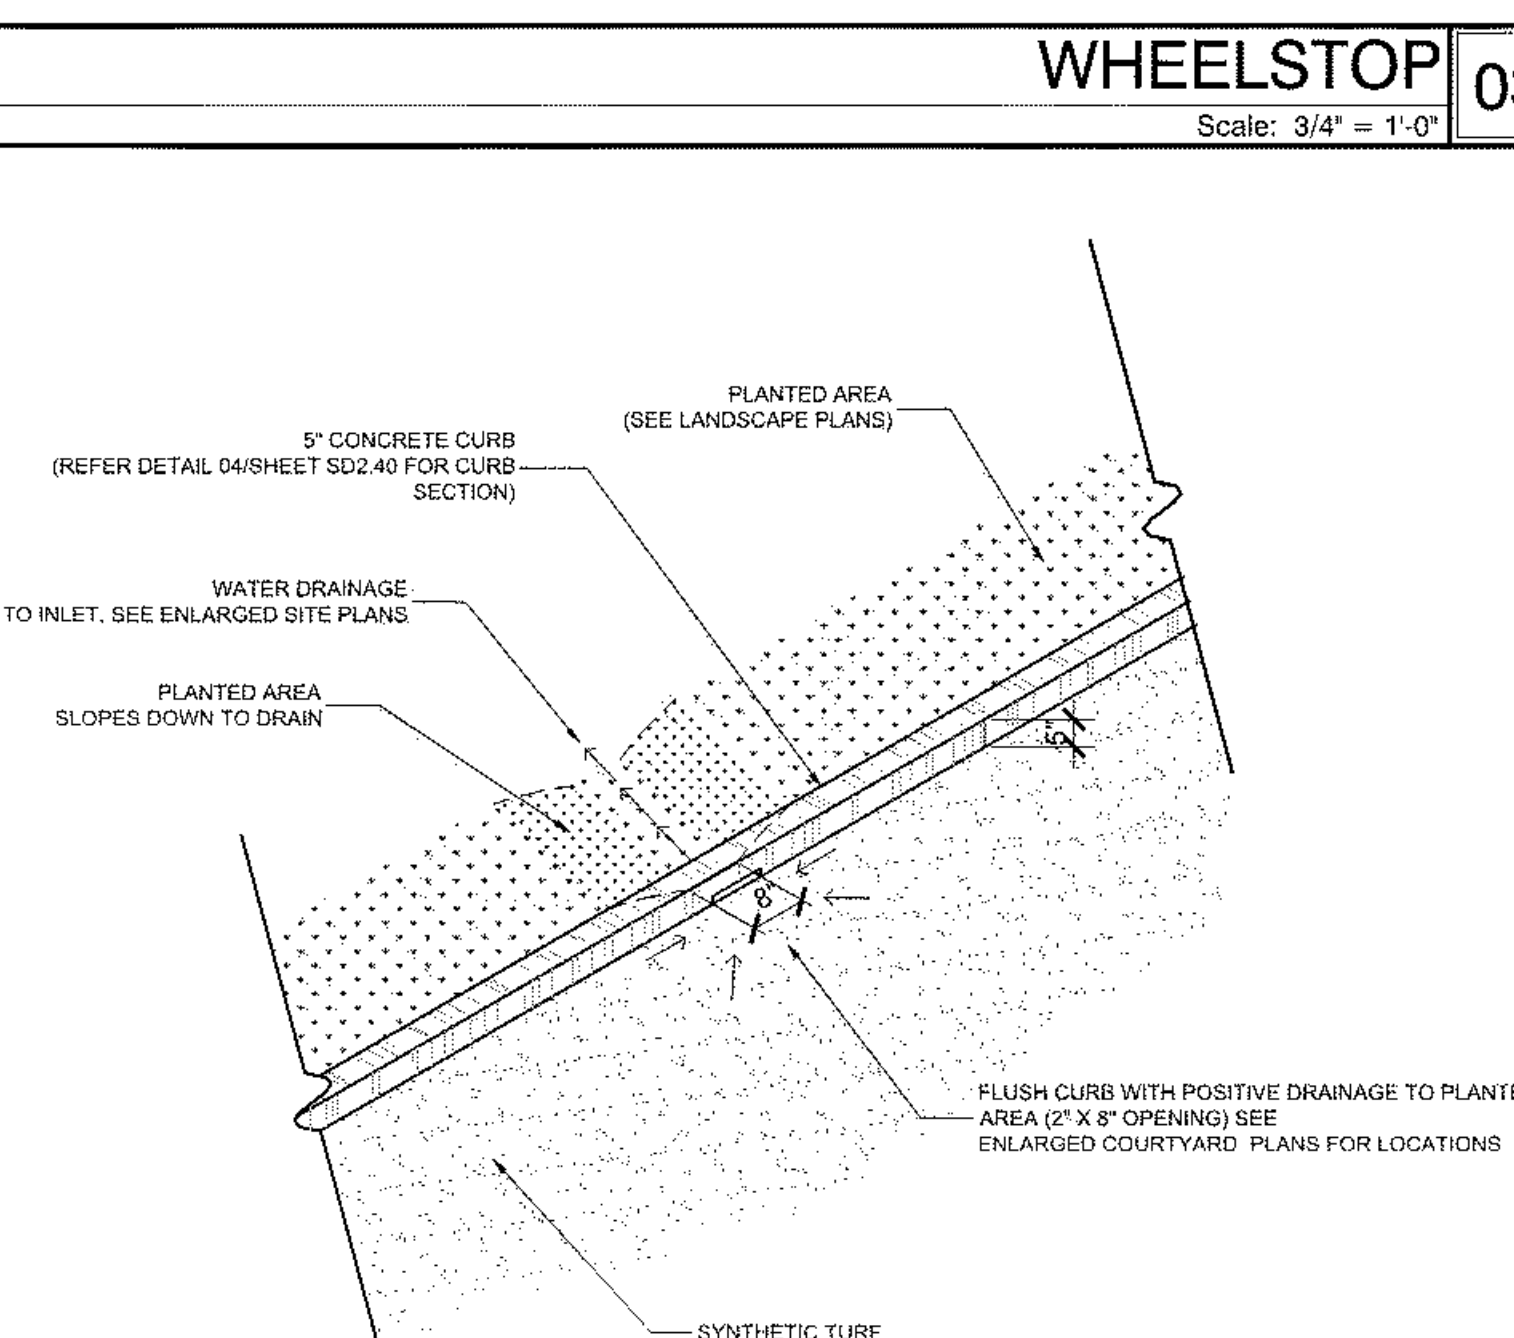 WHEELSTOP
03
Scale: 3/4" = 1'-0"
PLANTED AREA
(SEE LANDSCAPE PLANS)
5" CONCRETE CURB
(REFER DETAIL 04/SHEET SD2.40 FOR CURB
SECTION)
WATER DRAINAGE
TO INLET. SEE ENLARGED SITE PLANS
PLANTED AREA
SLOPES DOWN TO DRAIN
5"
8"
FLUSH CURB WITH POSITIVE DRAINAGE TO PLANTE
AREA (2" X 8" OPENING) SEE
ENLARGED COURTYARD PLANS FOR LOCATIONS
SYNTHETIC TURF